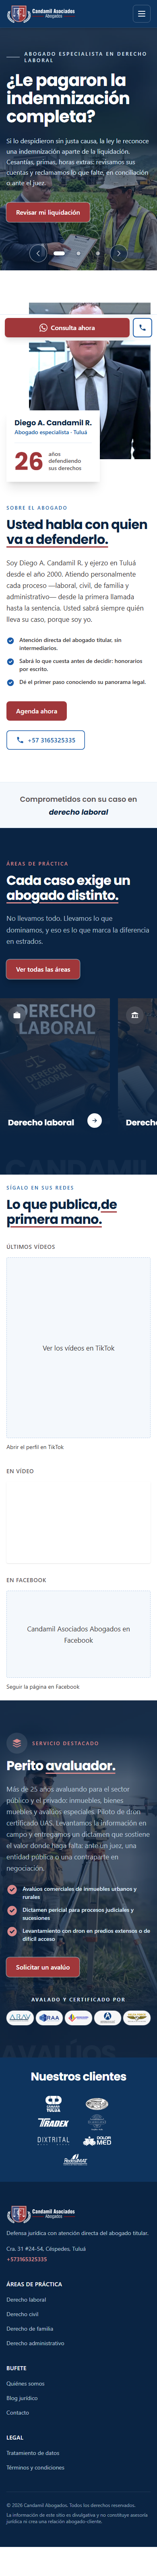 Candamil Asociados
Abogados
ABOGADO ESPECIALISTA EN DERECHO
LABORAL
¿Le pagaron la
indemnización
completa?
Si lo despidieron sin justa causa, la ley le reconoce
una indemnización aparte de la liquidación.
Cesantías, primas, horas extras: revisamos sus
cuentas y reclamamos lo que falte, en conciliación
o ante el juez.
Revisar mi liquidación
Consulta ahora
Diego A. Candamil R.
Abogado especialista · Tuluá
26
años
defendiendo
sus derechos
SOBRE EL ABOGADO
Usted habla con quien
va a defenderlo.
Soy Diego A. Candamil R. y ejerzo en Tuluá
desde el año 2000. Atiendo personalmente
cada proceso —laboral, civil, de familia y
administrativo— desde la primera llamada
hasta la sentencia. Usted sabrá siempre quién
lleva su caso, porque soy yo.
Atención directa del abogado titular, sin
intermediarios.
Sabrá lo que cuesta antes de decidir: honorarios
por escrito.
Dé el primer paso conociendo su panorama legal.
Agenda ahora
+57 3165325335
Comprometidos con su caso en
derecho laboral
ÁREAS DE PRÁCTICA
Cada caso exige un
abogado distinto.
No llevamos todo. Llevamos lo que
dominamos, y eso es lo que marca la diferencia
en estrados.
Ver todas las áreas
DERECHO
LABORAL
Derecho laboral
Derech
SÍGALO EN SUS REDES
Lo que publica,de
primera mano.
ÚLTIMOS VÍDEOS
Ver los vídeos en TikTok
Abrir el perfil en TikTok
EN VÍDEO
EN FACEBOOK
Candamil Asociados Abogados en
Facebook
Seguir la página en Facebook
SERVICIO DESTACADO
Perito avaluador.
Más de 25 años avaluando para el sector
público y el privado: inmuebles, bienes
muebles y avalúos especiales. Piloto de dron
certificado UAS. Levantamos la información en
campo y entregamos un dictamen que sostiene
el valor donde haga falta: ante un juez, una
entidad pública o una contraparte en
negociación.
Avalúos comerciales de inmuebles urbanos y
rurales
Dictamen pericial para procesos judiciales y
sucesiones
Levantamiento con dron en predios extensos o de
difícil acceso
Solicitar un avalúo
AVALADO Y CERTIFICADO POR
RAA
Nuestros clientes
TRADEX
DIXTRITAL
DOLOR
MED
Candamil Asociados
Abogados
Defensa jurídica con atención directa del abogado titular.
Cra. 31 #24-54, Céspedes, Tuluá
+573165325335
ÁREAS DE PRÁCTICA
Derecho laboral
Derecho civil
Derecho de familia
Derecho administrativo
BUFETE
Quiénes somos
Blog jurídico
Contacto
LEGAL
Tratamiento de datos
Términos y condiciones
© 2026 Candamil Abogados. Todos los derechos reservados.
La información de este sitio es divulgativa y no constituye asesoría
jurídica ni crea una relación abogado-cliente.